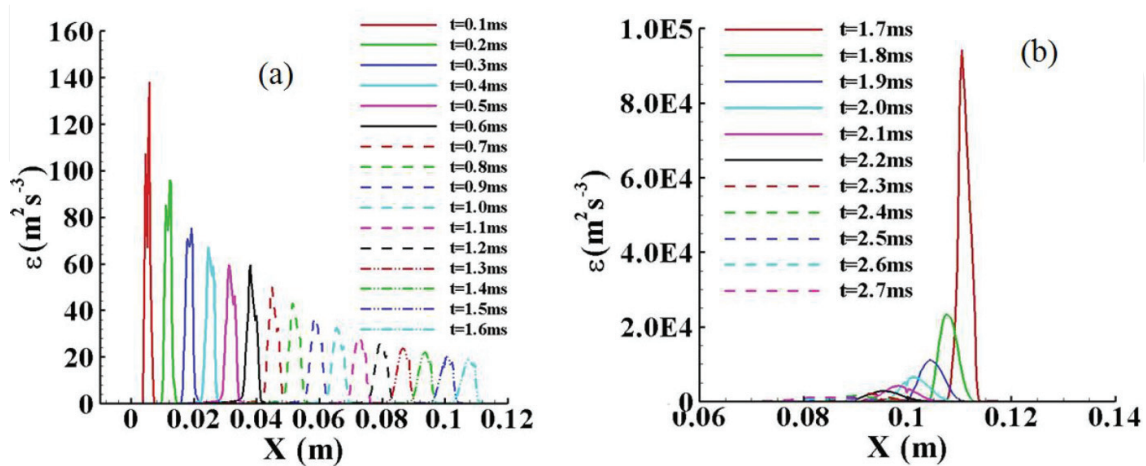 (a)
ε(m²s⁻³)
160
140
120
100
80
60
40
20
0
0
0.02
0.04
0.06
0.08
0.1
0.12
X (m)
t=0.1ms
t=0.2ms
t=0.3ms
t=0.4ms
t=0.5ms
t=0.6ms
t=0.7ms
t=0.8ms
t=0.9ms
t=1.0ms
t=1.1ms
t=1.2ms
t=1.3ms
t=1.4ms
t=1.5ms
t=1.6ms
(b)
ε(m²s⁻³)
1.0E5
8.0E4
6.0E4
4.0E4
2.0E4
0
0.06
0.08
0.1
0.12
0.14
X (m)
t=1.7ms
t=1.8ms
t=1.9ms
t=2.0ms
t=2.1ms
t=2.2ms
t=2.3ms
t=2.4ms
t=2.5ms
t=2.6ms
t=2.7ms